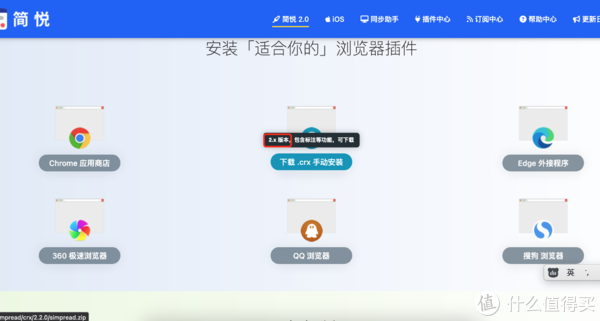 简悦
简悦 2.0
iOS
同步助手
插件中心
订阅中心
帮助中心
更新日
安装「适合你的」浏览器插件
2.x 版本，包含标注等功能，可下载
Chrome 应用商店
下载 .crx 手动安装
Edge 外接程序
360 极速浏览器
QQ 浏览器
搜狗 浏览器
英
mpread/crx/2.2.0/simpread.zip
值 什么值得买